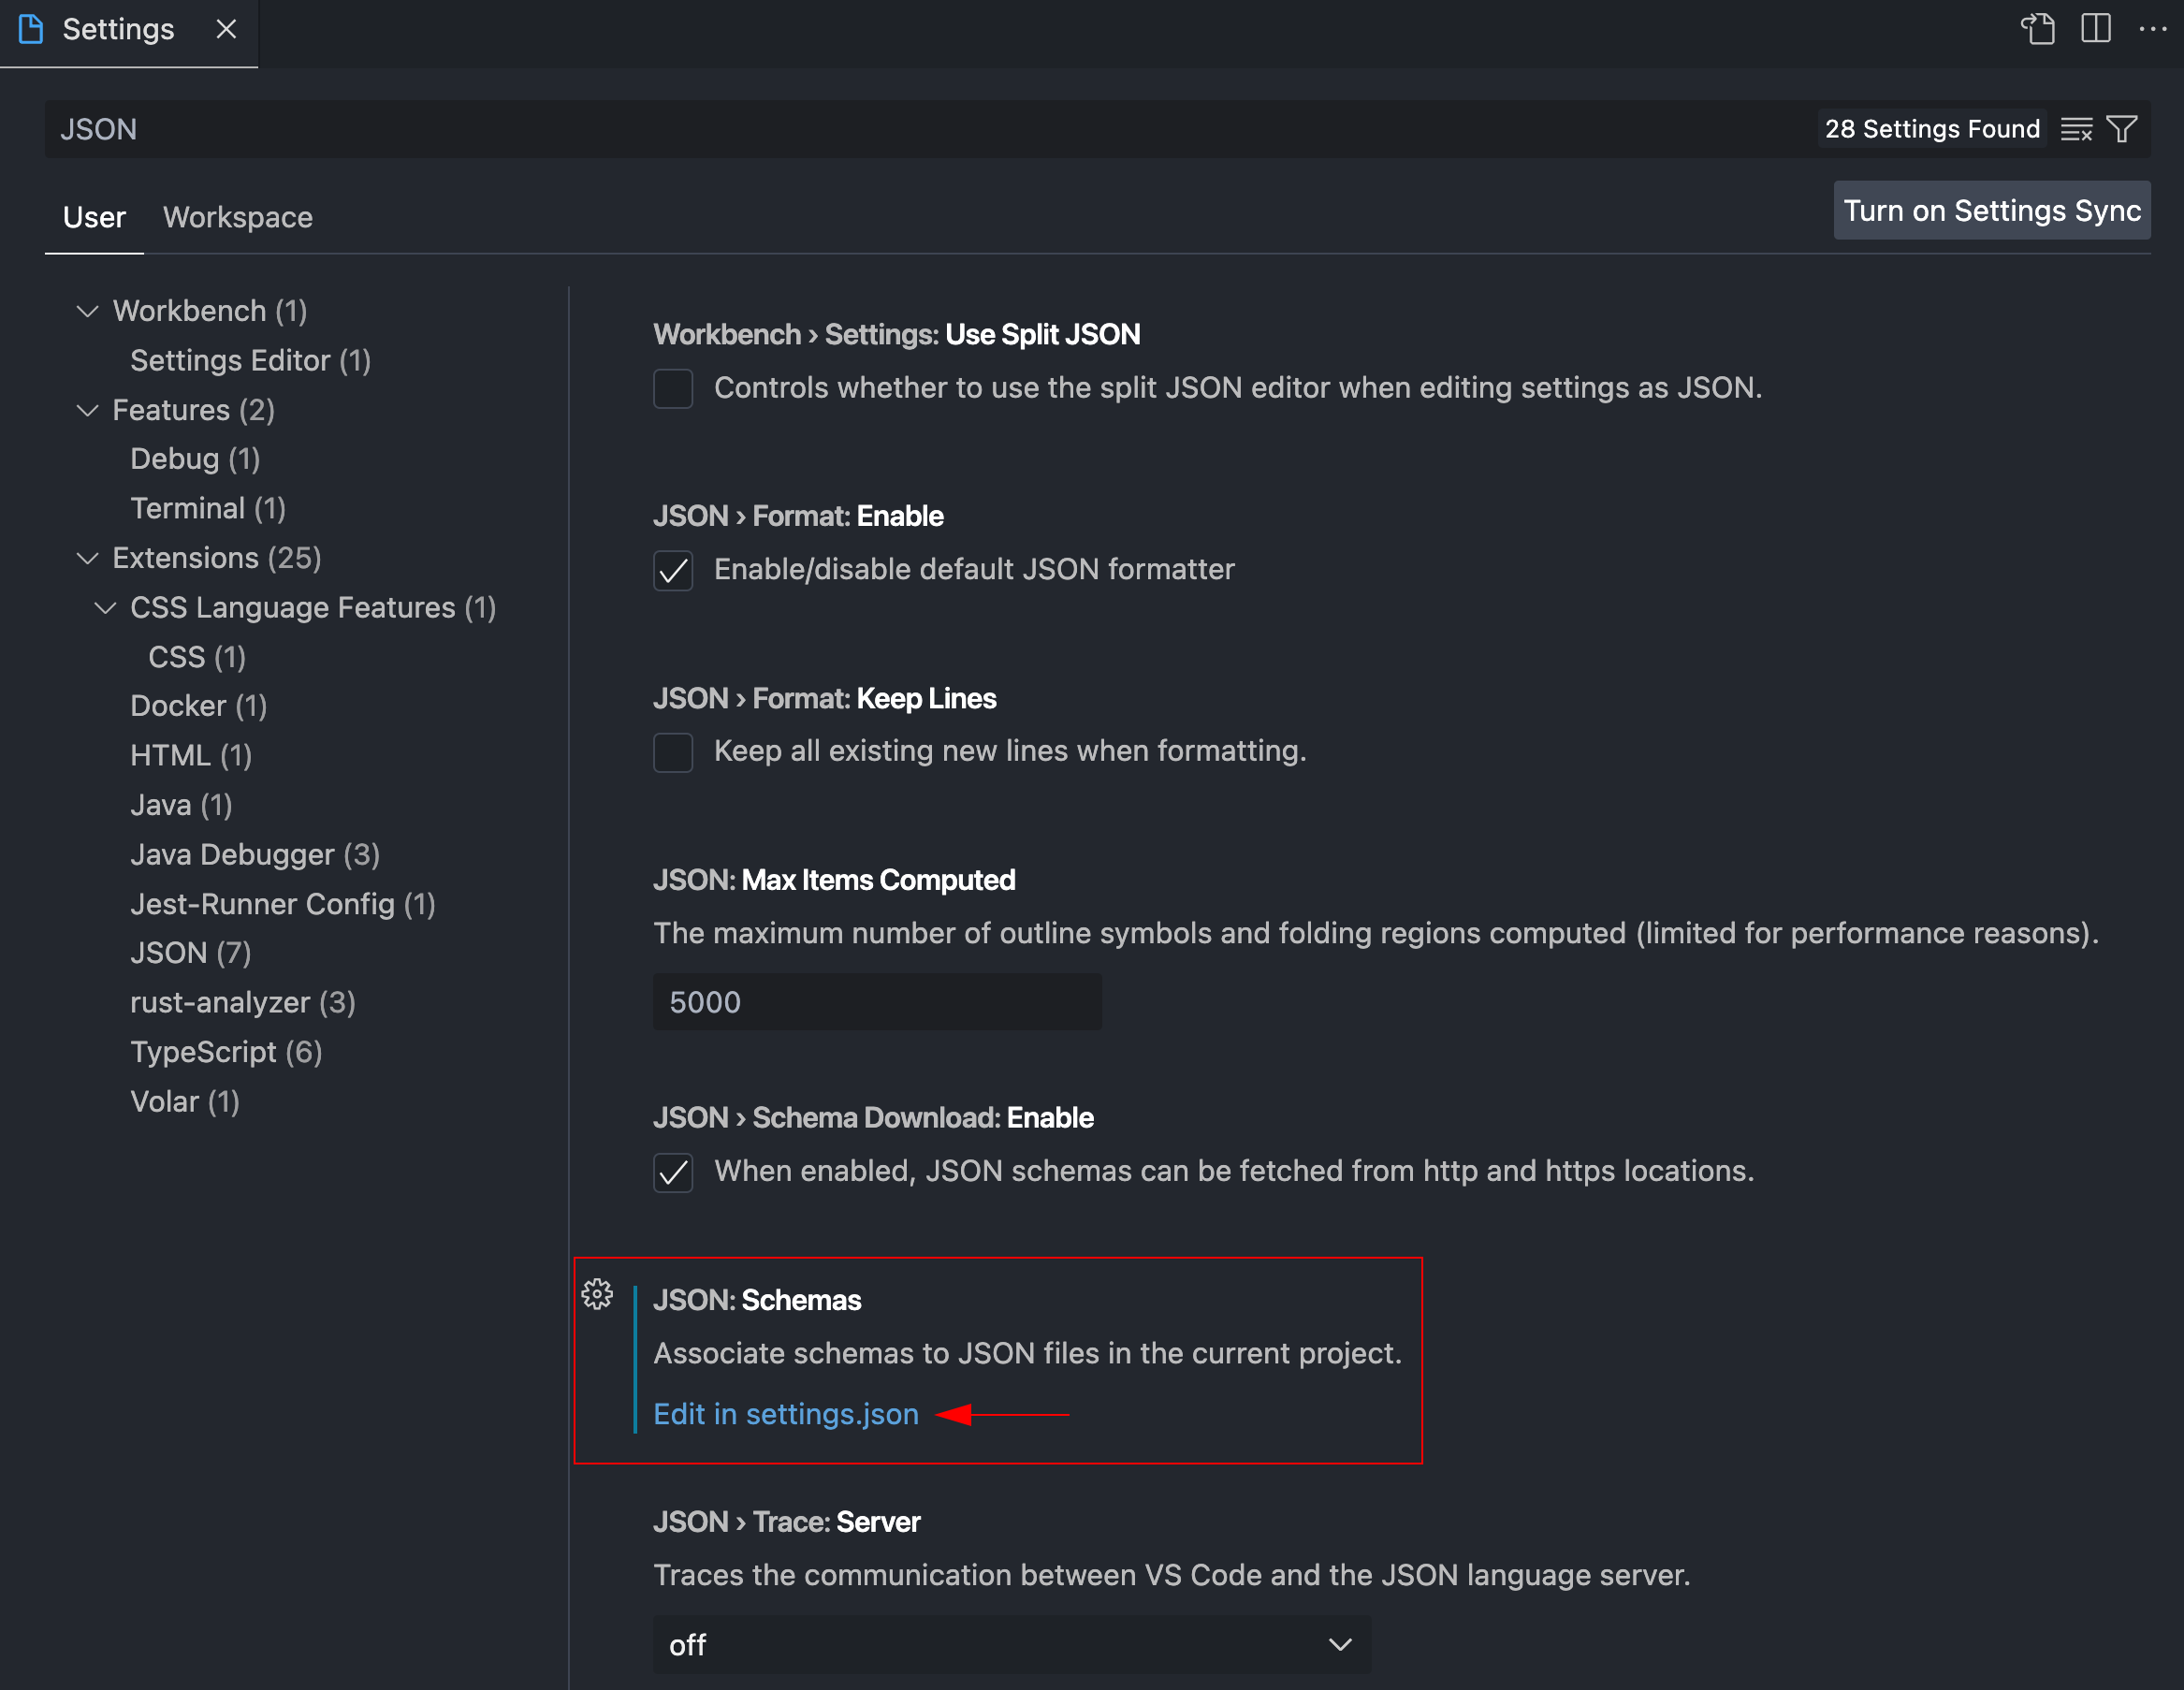 Settings
JSON
28 Settings Found
User
Workspace
Turn on Settings Sync
Workbench (1)
Settings Editor (1)
Features (2)
Debug (1)
Terminal (1)
Extensions (25)
CSS Language Features (1)
CSS (1)
Docker (1)
HTML (1)
Java (1)
Java Debugger (3)
Jest-Runner Config (1)
JSON (7)
rust-analyzer (3)
TypeScript (6)
Volar (1)
Workbench › Settings: Use Split JSON
Controls whether to use the split JSON editor when editing settings as JSON.
JSON › Format: Enable
Enable/disable default JSON formatter
JSON › Format: Keep Lines
Keep all existing new lines when formatting.
JSON: Max Items Computed
The maximum number of outline symbols and folding regions computed (limited for performance reasons).
5000
JSON › Schema Download: Enable
When enabled, JSON schemas can be fetched from http and https locations.
JSON: Schemas
Associate schemas to JSON files in the current project.
Edit in settings.json
JSON › Trace: Server
Traces the communication between VS Code and the JSON language server.
off